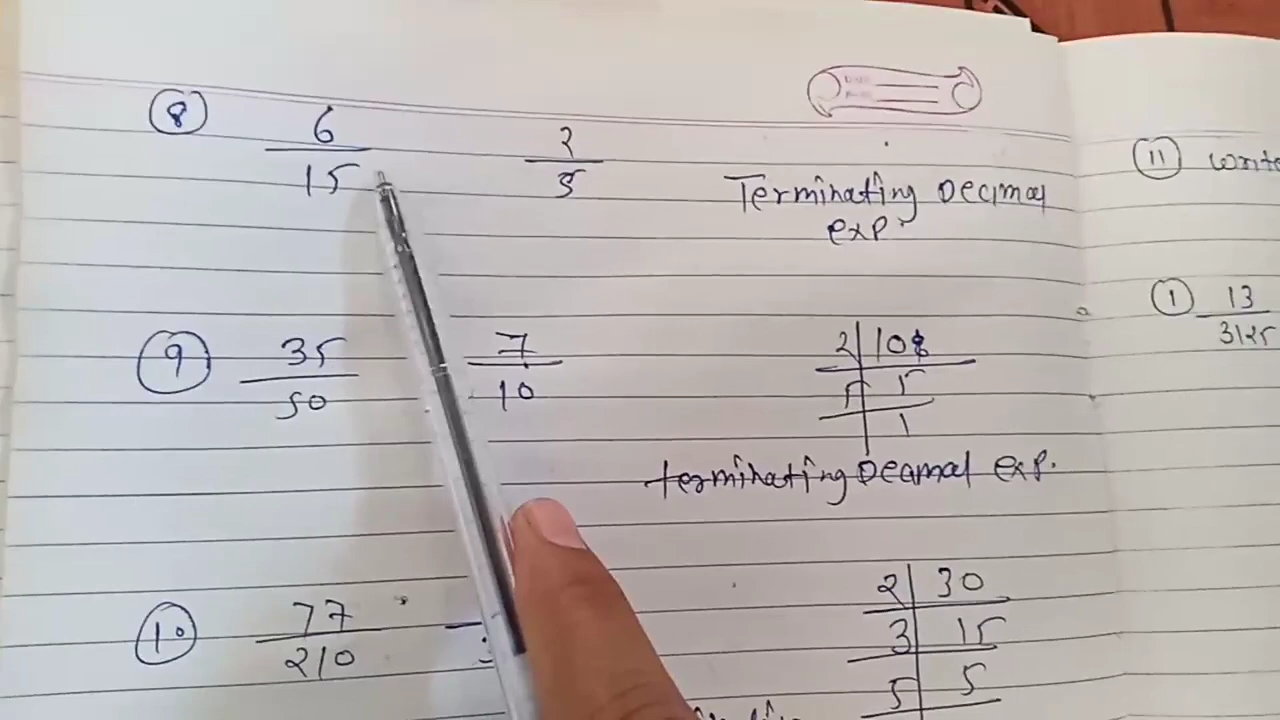 ⑧ 6/15 2/5 Terminating Decimal
exp.
⑨ 35/50 7/10
2 | 10
5 | 5
1
terminating Decimal exp.
⑩ 77/210
2 | 30
3 | 15
5 | 5
⑪ write
① 13/3125